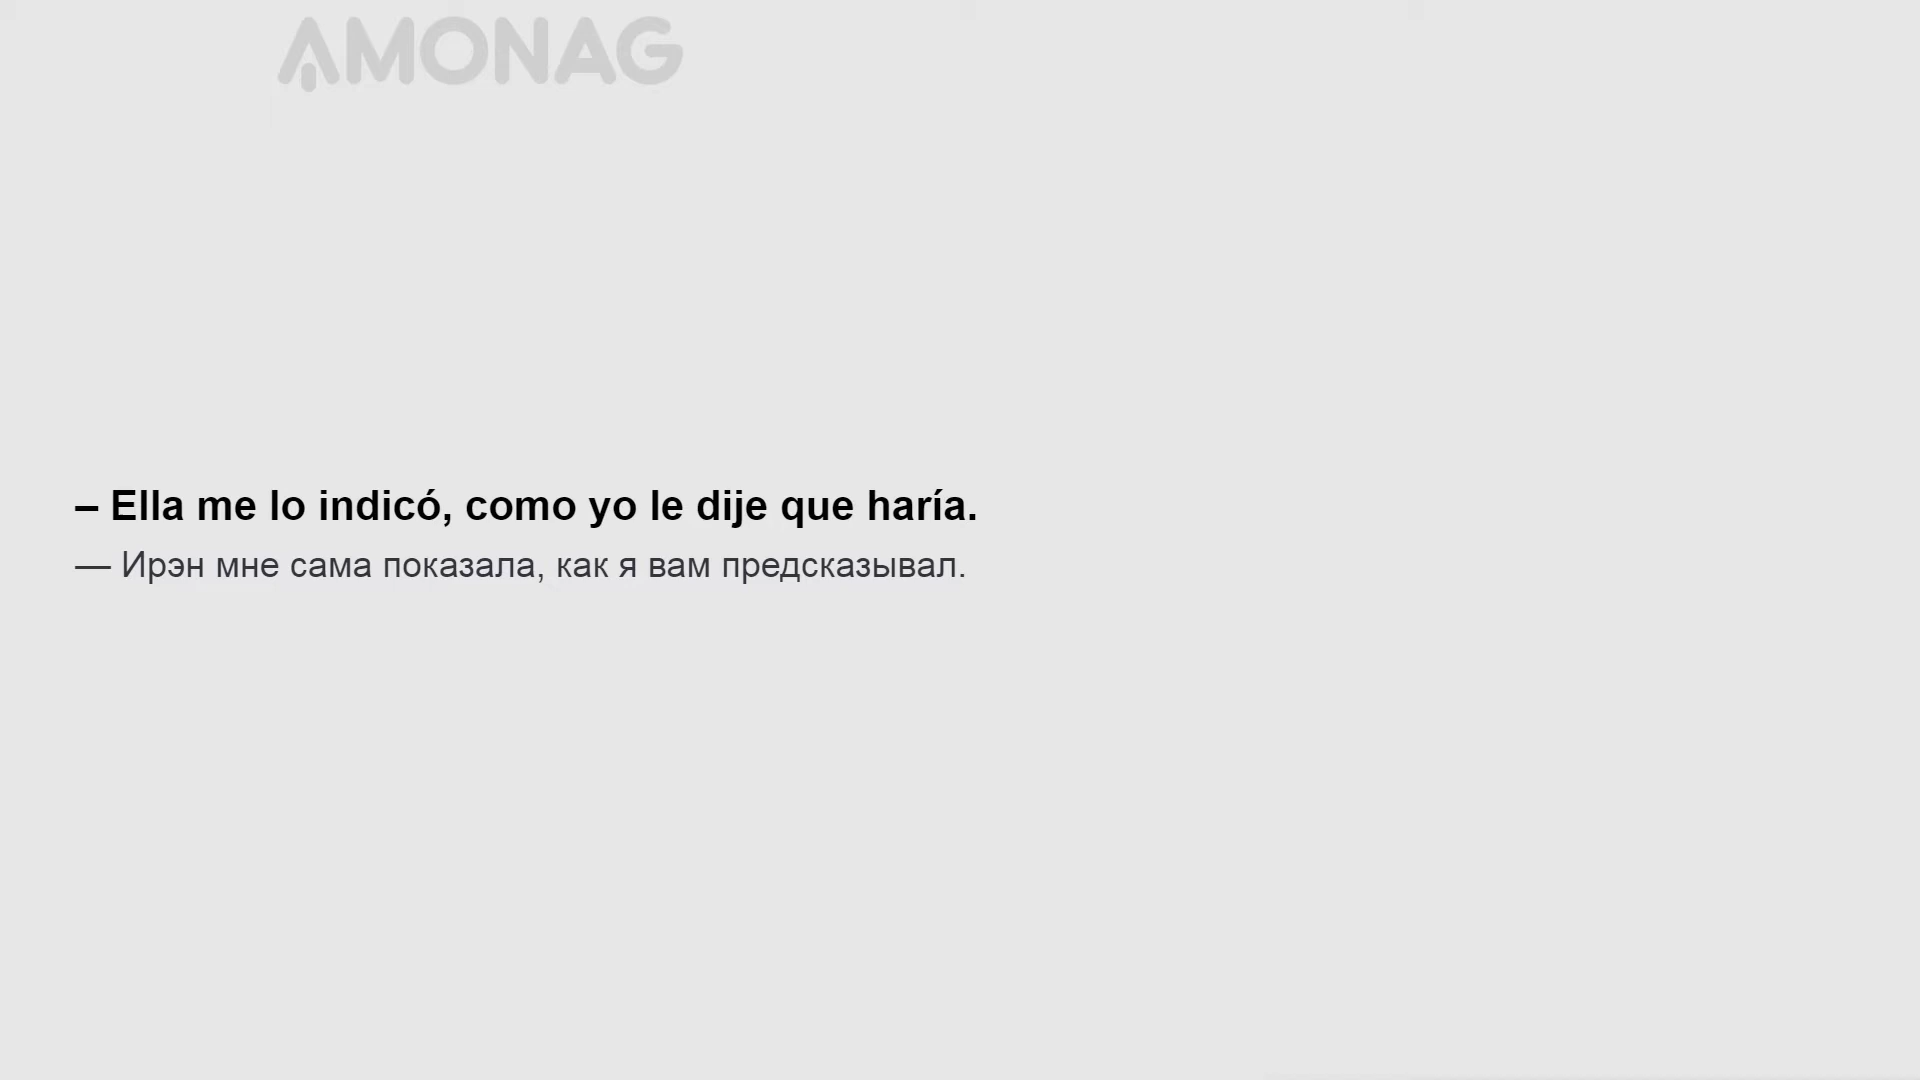 AMONAG
– Ella me lo indicó, como yo le dije que haría.
— Ирэн мне сама показала, как я вам предсказывал.